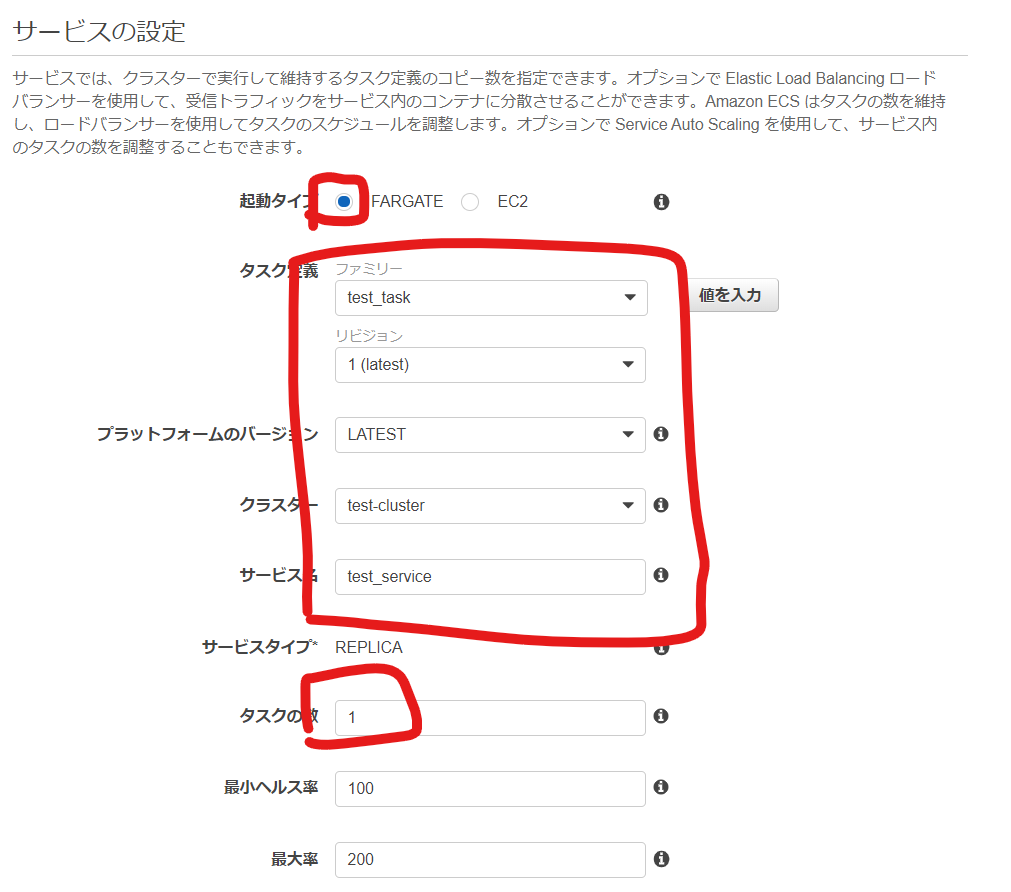 サービスの設定
サービスでは、クラスターで実行して維持するタスク定義のコピー数を指定できます。オプションで Elastic Load Balancing ロード
バランサーを使用して、受信トラフィックをサービス内のコンテナに分散させることができます。Amazon ECS はタスクの数を維持
し、ロードバランサーを使用してタスクのスケジュールを調整します。オプションで Service Auto Scaling を使用して、サービス内
のタスクの数を調整することもできます。
起動タイプ FARGATE EC2
タスク定義 ファミリー
test_task 値を入力
リビジョン
1 (latest)
プラットフォームのバージョン LATEST
クラスター test-cluster
サービス名 test_service
サービスタイプ* REPLICA
タスクの数 1
最小ヘルス率 100
最大率 200